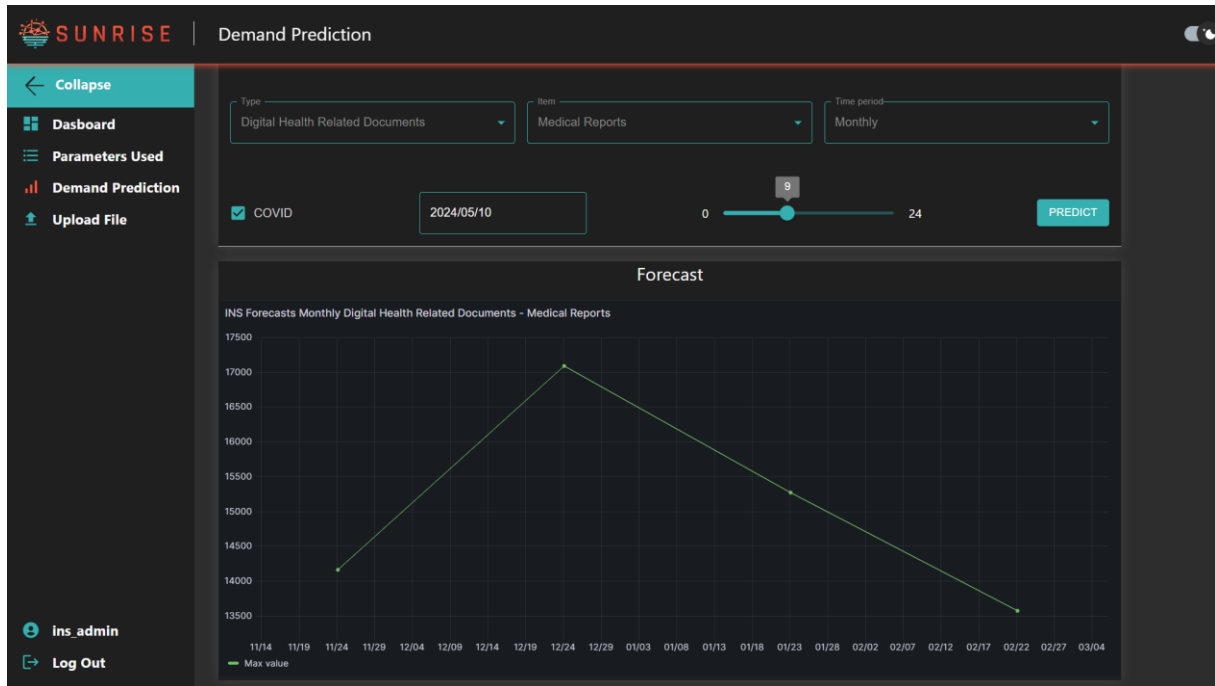 SUNRISE
Demand Prediction
Collapse
Dasboard
Parameters Used
Demand Prediction
Upload File
ins_admin
Log Out
Type
Digital Health Related Documents
Item
Medical Reports
Time period
Monthly
COVID
2024/05/10
9
0
24
PREDICT
Forecast
INS Forecasts Monthly Digital Health Related Documents - Medical Reports
17500
17000
16500
16000
15500
15000
14500
14000
13500
11/14 11/19 11/24 11/29 12/04 12/09 12/14 12/19 12/24 12/29 01/03 01/08 01/13 01/18 01/23 01/28 02/02 02/07 02/12 02/17 02/22 02/27 03/04
Max value